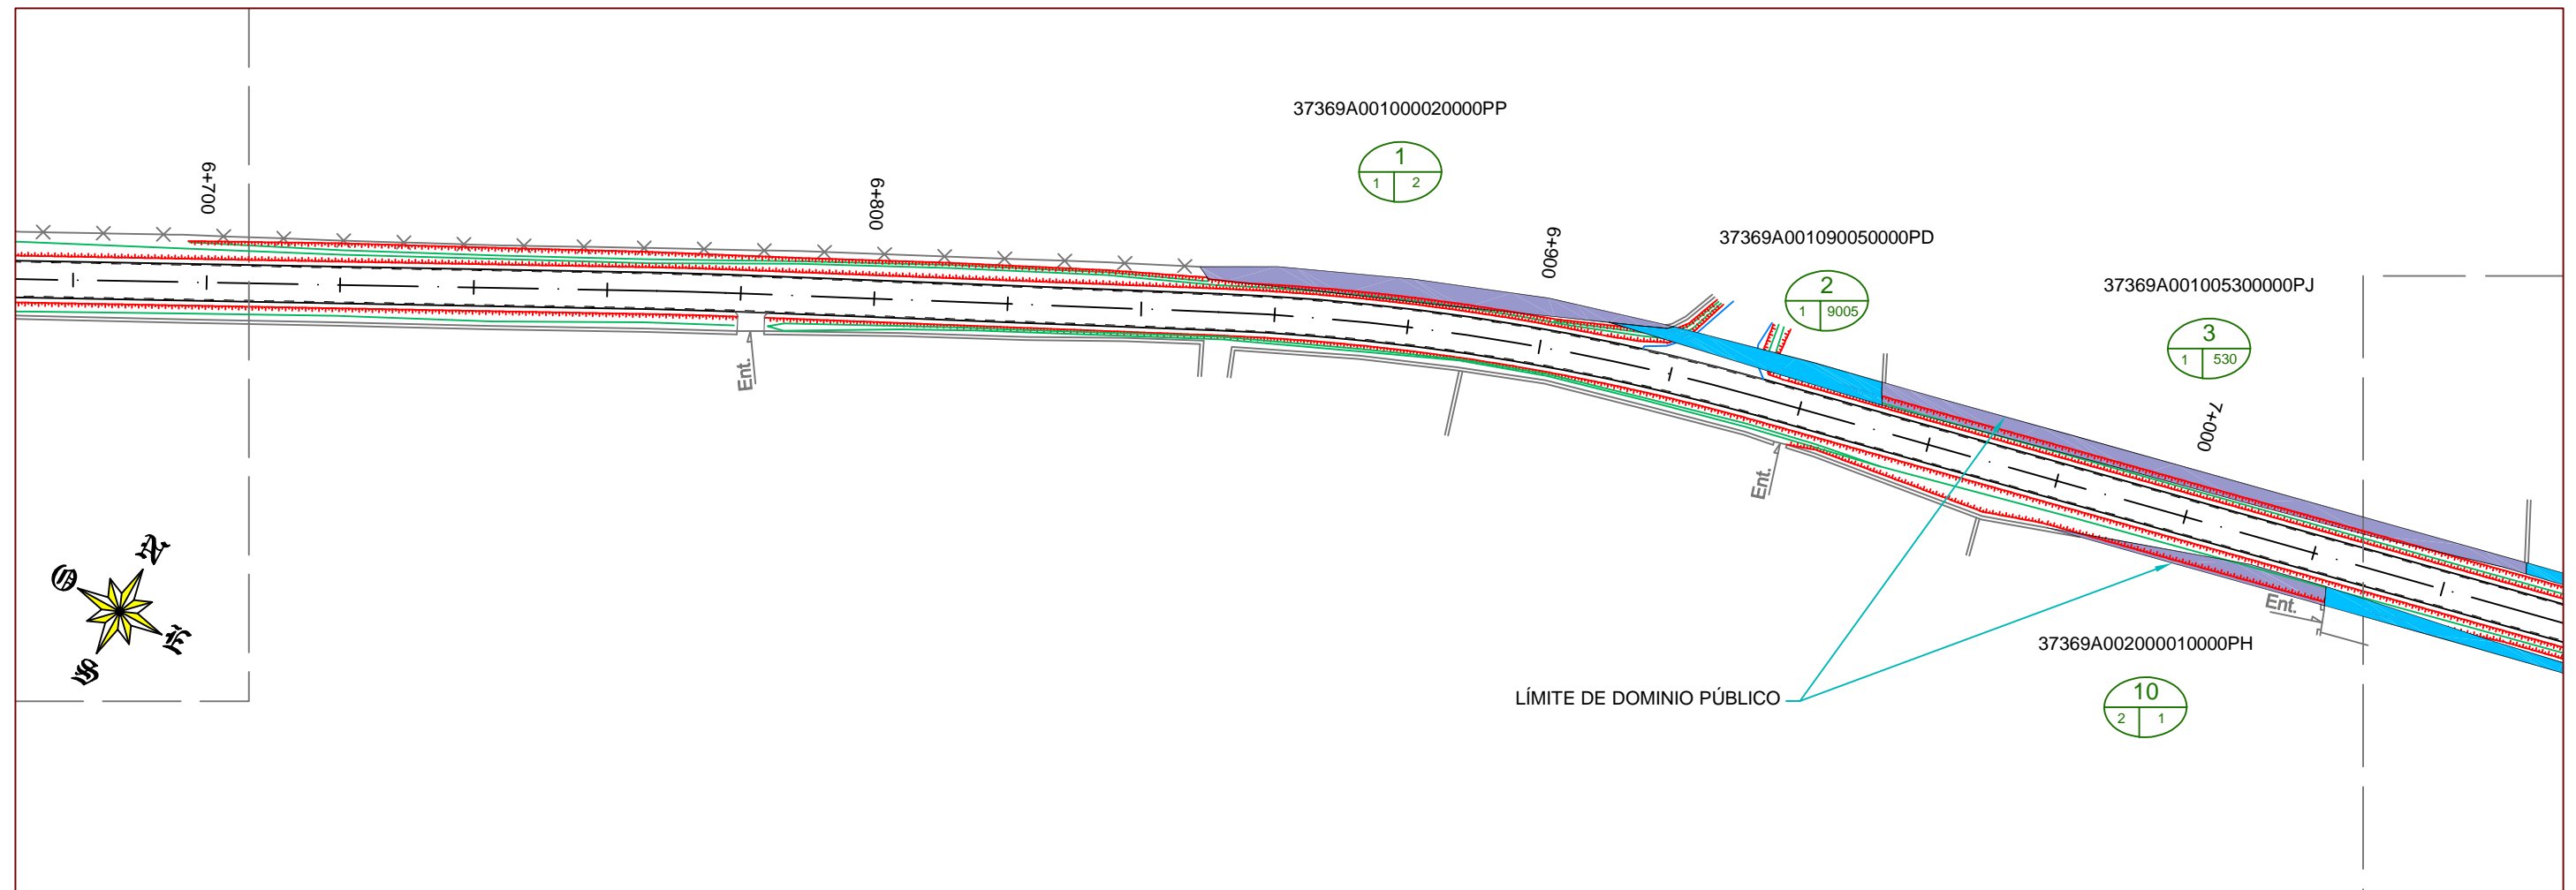 37369A001000020000PP
1
1 2
6+700
6+800
6+900
37369A001090050000PD
2
1 9005
37369A001005300000PJ
3
1 530
7+000
Ent.
Ent.
Ent.
N
O
E
S
37369A002000010000PH
10
2 1
LÍMITE DE DOMINIO PÚBLICO